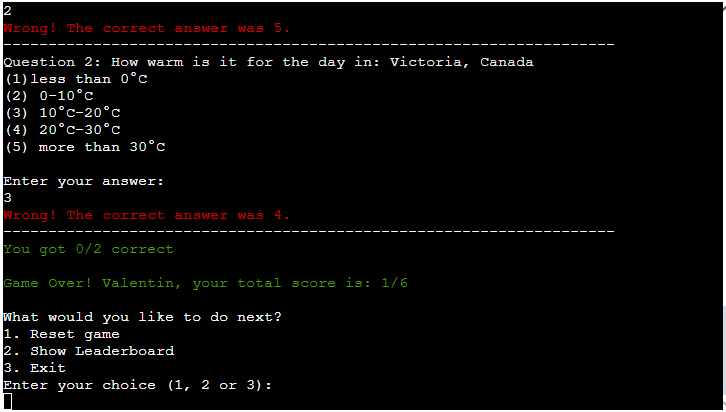 2
Wrong! The correct answer was 5.
--------------------------------------------------------------------
Question 2: How warm is it for the day in: Victoria, Canada
(1)less than 0°C
(2) 0-10°C
(3) 10°C-20°C
(4) 20°C-30°C
(5) more than 30°C
Enter your answer:
3
Wrong! The correct answer was 4.
--------------------------------------------------------------------
You got 0/2 correct
Game Over! Valentin, your total score is: 1/6
What would you like to do next?
1. Reset game
2. Show Leaderboard
3. Exit
Enter your choice (1, 2 or 3):